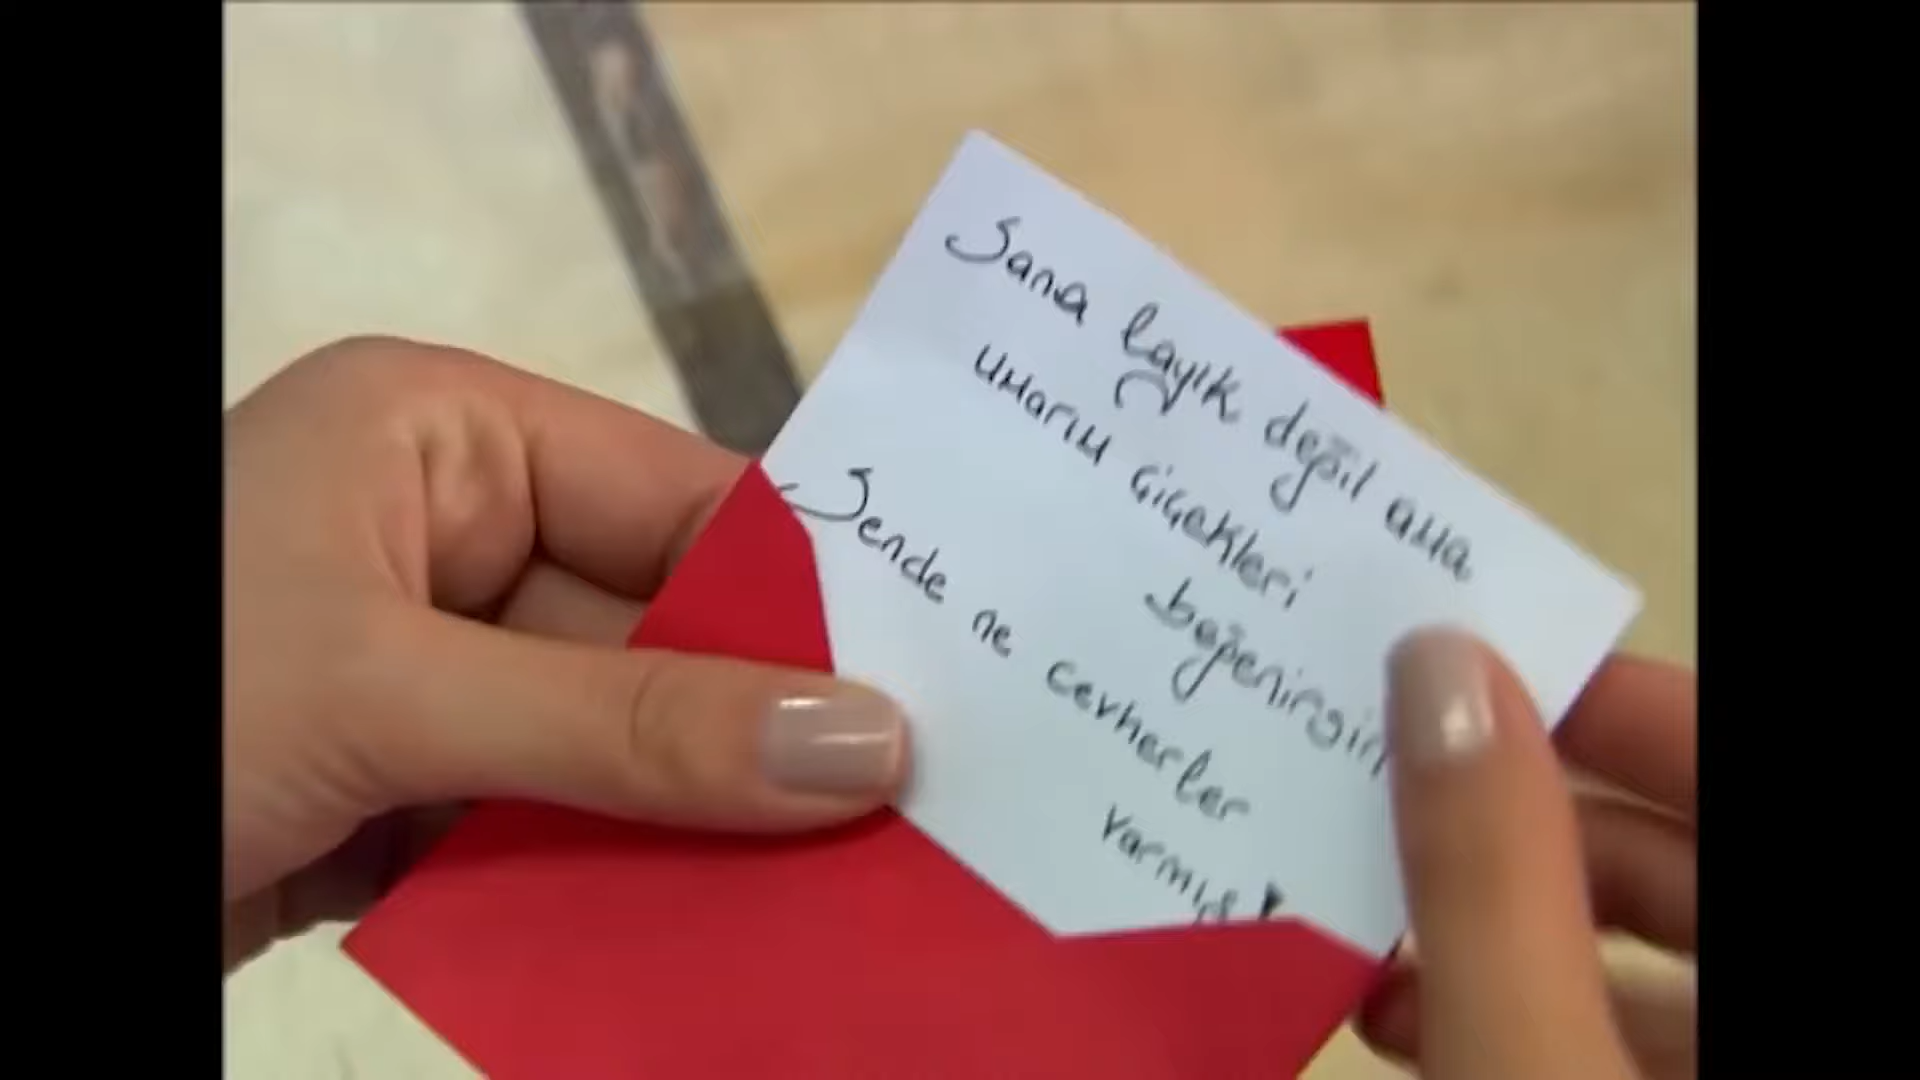 Sana layık değil ama
umarım çiçekleri
beğenirsin
Sende ne cevherler
varmış!